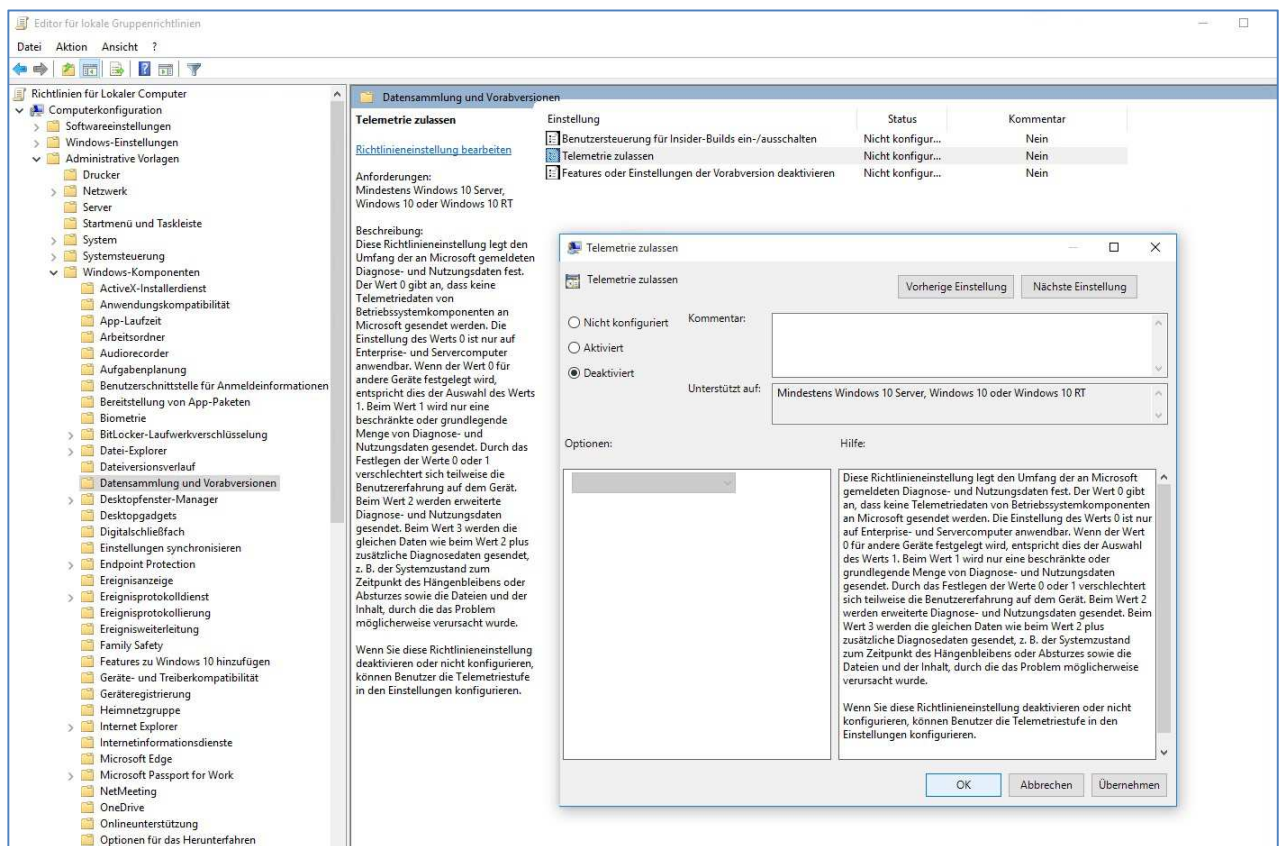 Editor für lokale Gruppenrichtlinien
Datei Aktion Ansicht ?
Richtlinien für Lokaler Computer
Computerkonfiguration
Softwareeinstellungen
Windows-Einstellungen
Administrative Vorlagen
Drucker
Netzwerk
Server
Startmenü und Taskleiste
System
Systemsteuerung
Windows-Komponenten
ActiveX-Installerdienst
Anwendungskompatibilität
App-Laufzeit
Arbeitsordner
Audiorecorder
Aufgabenplanung
Benutzerschnittstelle für Anmeldeinformationen
Bereitstellung von App-Paketen
Biometrie
BitLocker-Laufwerkverschlüsselung
Datei-Explorer
Dateiversionsverlauf
Datensammlung und Vorabversionen
Desktopfenster-Manager
Desktopgadgets
Digitalschließfach
Einstellungen synchronisieren
Endpoint Protection
Ereignisanzeige
Ereignisprotokolldienst
Ereignisprotokollierung
Ereignisweiterleitung
Family Safety
Features zu Windows 10 hinzufügen
Geräte- und Treiberkompatibilität
Geräteregistrierung
Heimnetzgruppe
Internet Explorer
Internetinformationsdienste
Microsoft Edge
Microsoft Passport for Work
NetMeeting
OneDrive
Onlineunterstützung
Optionen für das Herunterfahren
Datensammlung und Vorabversionen
Telemetrie zulassen
Richtlinieneinstellung bearbeiten
Anforderungen:
Mindestens Windows 10 Server,
Windows 10 oder Windows 10 RT
Beschreibung:
Diese Richtlinieneinstellung legt den
Umfang der an Microsoft gemeldeten
Diagnose- und Nutzungsdaten fest.
Der Wert 0 gibt an, dass keine
Telemetriedaten von
Betriebssystemkomponenten an
Microsoft gesendet werden. Die
Einstellung des Werts 0 ist nur auf
Enterprise- und Servercomputer
anwendbar. Wenn der Wert 0 für
andere Geräte festgelegt wird,
entspricht dies der Auswahl des Werts
1. Beim Wert 1 wird nur eine
beschränkte oder grundlegende
Menge von Diagnose- und
Nutzungsdaten gesendet. Durch das
Festlegen der Werte 0 oder 1
verschlechtert sich teilweise die
Benutzererfahrung auf dem Gerät.
Beim Wert 2 werden erweiterte
Diagnose- und Nutzungsdaten
gesendet. Beim Wert 3 werden die
gleichen Daten wie beim Wert 2 plus
zusätzliche Diagnosedaten gesendet,
z. B. der Systemzustand zum
Zeitpunkt des Hängenbleibens oder
Absturzes sowie die Dateien und der
Inhalt, durch die das Problem
möglicherweise verursacht wurde.
Wenn Sie diese Richtlinieneinstellung
deaktivieren oder nicht konfigurieren,
können Benutzer die Telemetriestufe
in den Einstellungen konfigurieren.
Einstellung Status Kommentar
Benutzersteuerung für Insider-Builds ein-/ausschalten Nicht konfigur... Nein
Telemetrie zulassen Nicht konfigur... Nein
Features oder Einstellungen der Vorabversion deaktivieren Nicht konfigur... Nein
Telemetrie zulassen
Telemetrie zulassen
Vorherige Einstellung Nächste Einstellung
Nicht konfiguriert Kommentar:
Aktiviert
Deaktiviert
Unterstützt auf: Mindestens Windows 10 Server, Windows 10 oder Windows 10 RT
Optionen: Hilfe:
Diese Richtlinieneinstellung legt den Umfang der an Microsoft
gemeldeten Diagnose- und Nutzungsdaten fest. Der Wert 0 gibt
an, dass keine Telemetriedaten von Betriebssystemkomponenten
an Microsoft gesendet werden. Die Einstellung des Werts 0 ist nur
auf Enterprise- und Servercomputer anwendbar. Wenn der Wert
0 für andere Geräte festgelegt wird, entspricht dies der Auswahl
des Werts 1. Beim Wert 1 wird nur eine beschränkte oder
grundlegende Menge von Diagnose- und Nutzungsdaten
gesendet. Durch das Festlegen der Werte 0 oder 1 verschlechtert
sich teilweise die Benutzererfahrung auf dem Gerät. Beim Wert 2
werden erweiterte Diagnose- und Nutzungsdaten gesendet. Beim
Wert 3 werden die gleichen Daten wie beim Wert 2 plus
zusätzliche Diagnosedaten gesendet, z. B. der Systemzustand
zum Zeitpunkt des Hängenbleibens oder Absturzes sowie die
Dateien und der Inhalt, durch die das Problem möglicherweise
verursacht wurde.
Wenn Sie diese Richtlinieneinstellung deaktivieren oder nicht
konfigurieren, können Benutzer die Telemetriestufe in den
Einstellungen konfigurieren.
OK Abbrechen Übernehmen